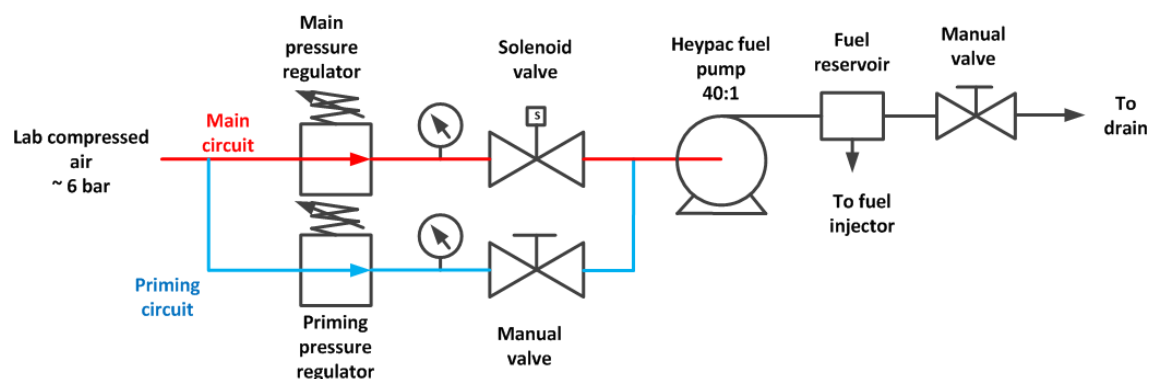 Main
pressure
regulator
Solenoid
valve
Heypac fuel
pump
40:1
Fuel
reservoir
Manual
valve
Lab compressed
air
~ 6 bar
Main
circuit
S
To
drain
To fuel
injector
Priming
circuit
Priming
pressure
regulator
Manual
valve